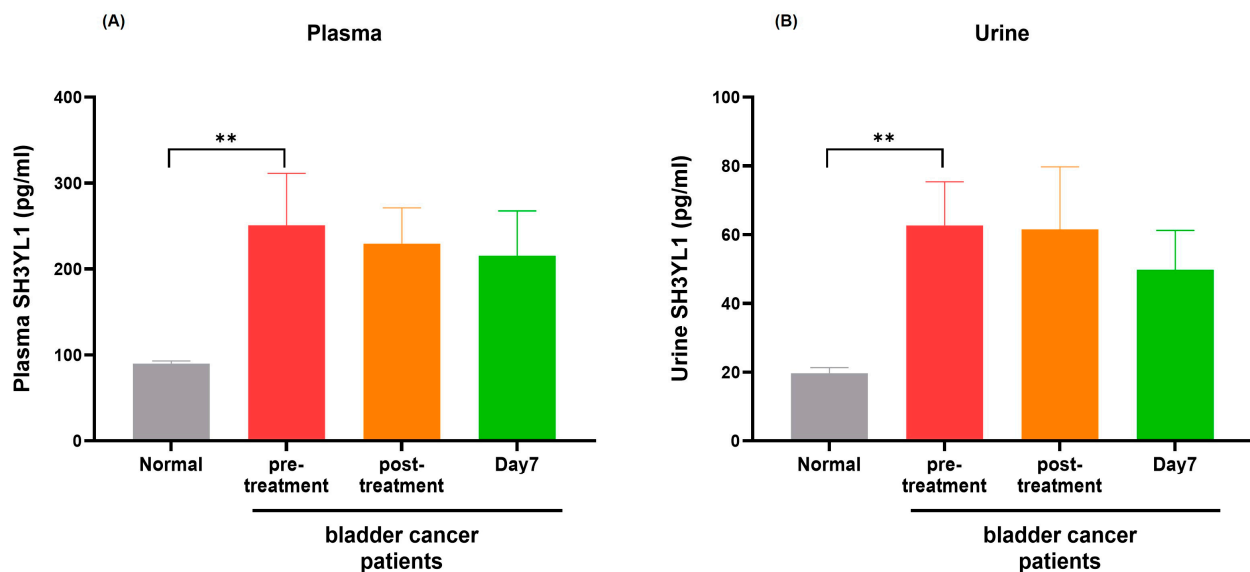 (A)
Plasma
Plasma SH3YL1 (pg/ml)
400
300
200
100
0
**
Normal
pre-
treatment
post-
treatment
Day7
bladder cancer
patients
(B)
Urine
Urine SH3YL1 (pg/ml)
100
80
60
40
20
0
**
Normal
pre-
treatment
post-
treatment
Day7
bladder cancer
patients